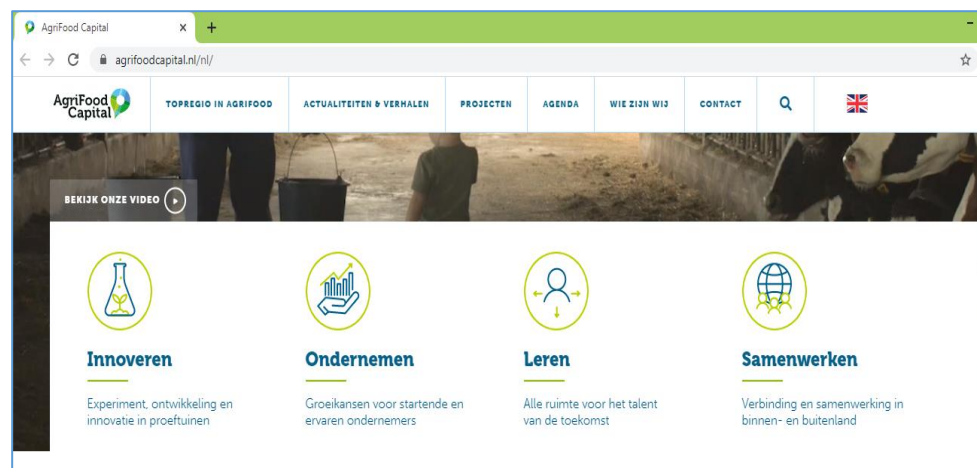 AgriFood Capital
agrifoodcapital.nl/nl/
AgriFood
Capital
TOPREGIO IN AGRIFOOD
ACTUALITEITEN & VERHALEN
PROJECTEN
AGENDA
WIE ZIJN WIJ
CONTACT
BEKIJK ONZE VIDEO
Innoveren
Experiment, ontwikkeling en
innovatie in proeftuinen
Ondernemen
Groeikansen voor startende en
ervaren ondernemers
Leren
Alle ruimte voor het talent
van de toekomst
Samenwerken
Verbinding en samenwerking in
binnen- en buitenland